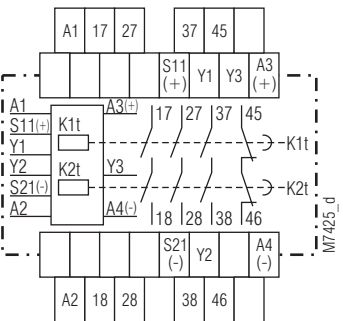 A1 17 27 37 45
S11 (+) Y1 Y3 A3 (+)
A1 A3(+) 17 27 37 45
S11(+) K1t
Y1 K1t
Y2 Y3
S21(-) K2t K2t
A2 A4(-) 18 28 38 46
S21 (-) Y2 A4 (-)
A2 18 28 38 46
M7425_d